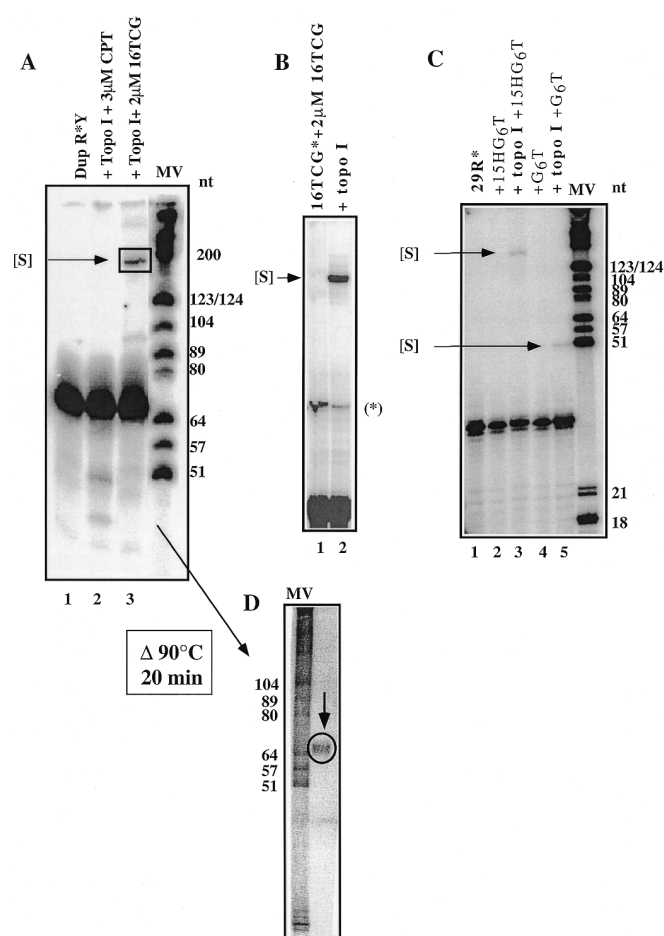 A
Dup R*Y
+ Topo I + 3µM CPT
+ Topo I + 2µM 16TCG
MV
nt
[S]
200
123/124
104
89
80
64
57
51
1 2 3
B
16TCG* + 2µM 16TCG
+ topo I
[S]
(*)
1 2
C
29R*
+15HG6T
+ topo I +15HG6T
+G6T
+ topo I +G6T
MV
nt
[S]
[S]
123/124
104
89
80
64
57
51
21
18
1 2 3 4 5
Δ 90°C
20 min
D
MV
104
89
80
64
57
51